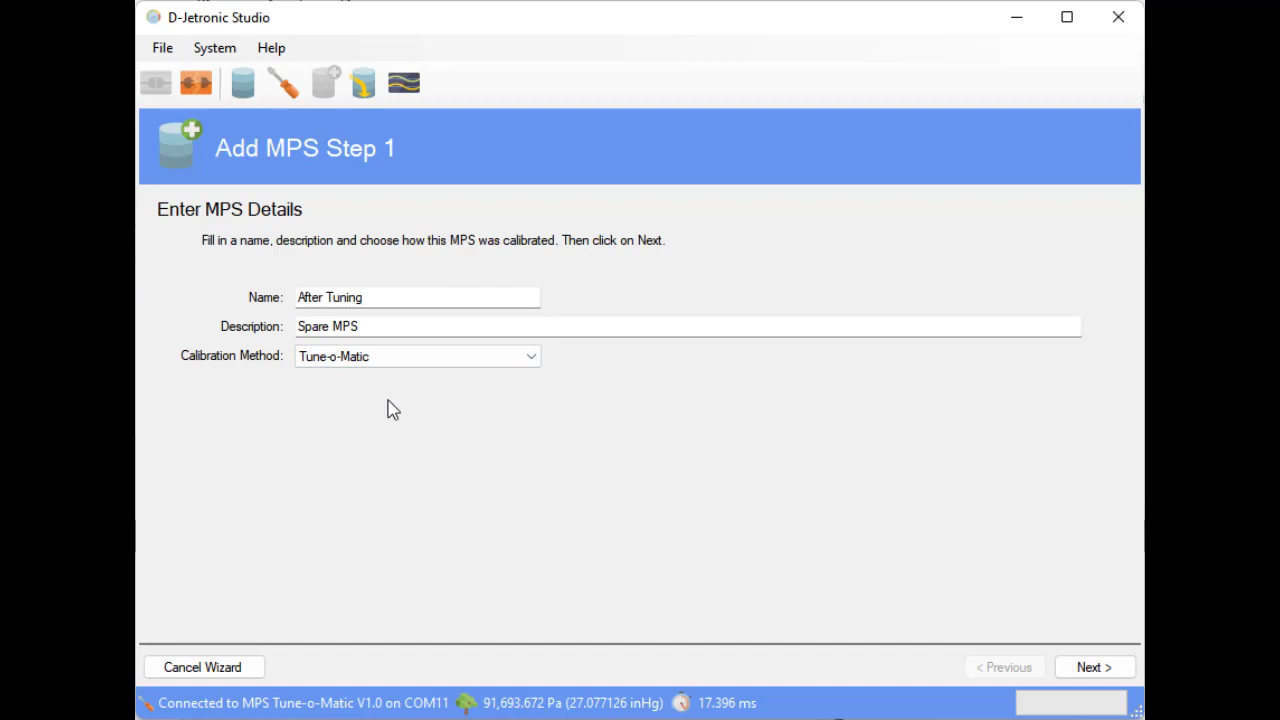 D-Jetronic Studio
File System Help
Add MPS Step 1
Enter MPS Details
Fill in a name, description and choose how this MPS was calibrated. Then click on Next.
Name: After Tuning
Description: Spare MPS
Calibration Method: Tune-o-Matic
Cancel Wizard < Previous Next >
Connected to MPS Tune-o-Matic V1.0 on COM11 91,693.672 Pa (27.077126 inHg) 17.396 ms